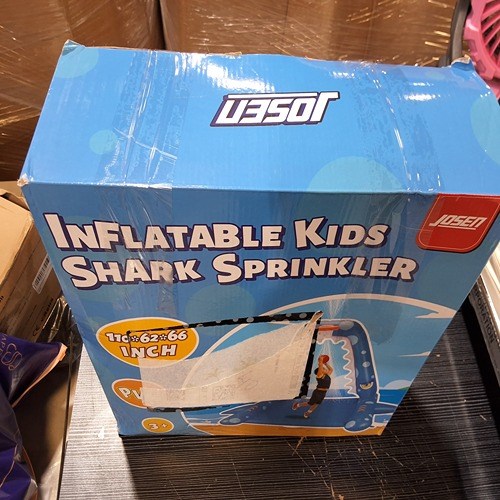 JOSEN
JOSEN
INFLATABLE KIDS
SHARK SPRINKLER
110*62*66
INCH
3+